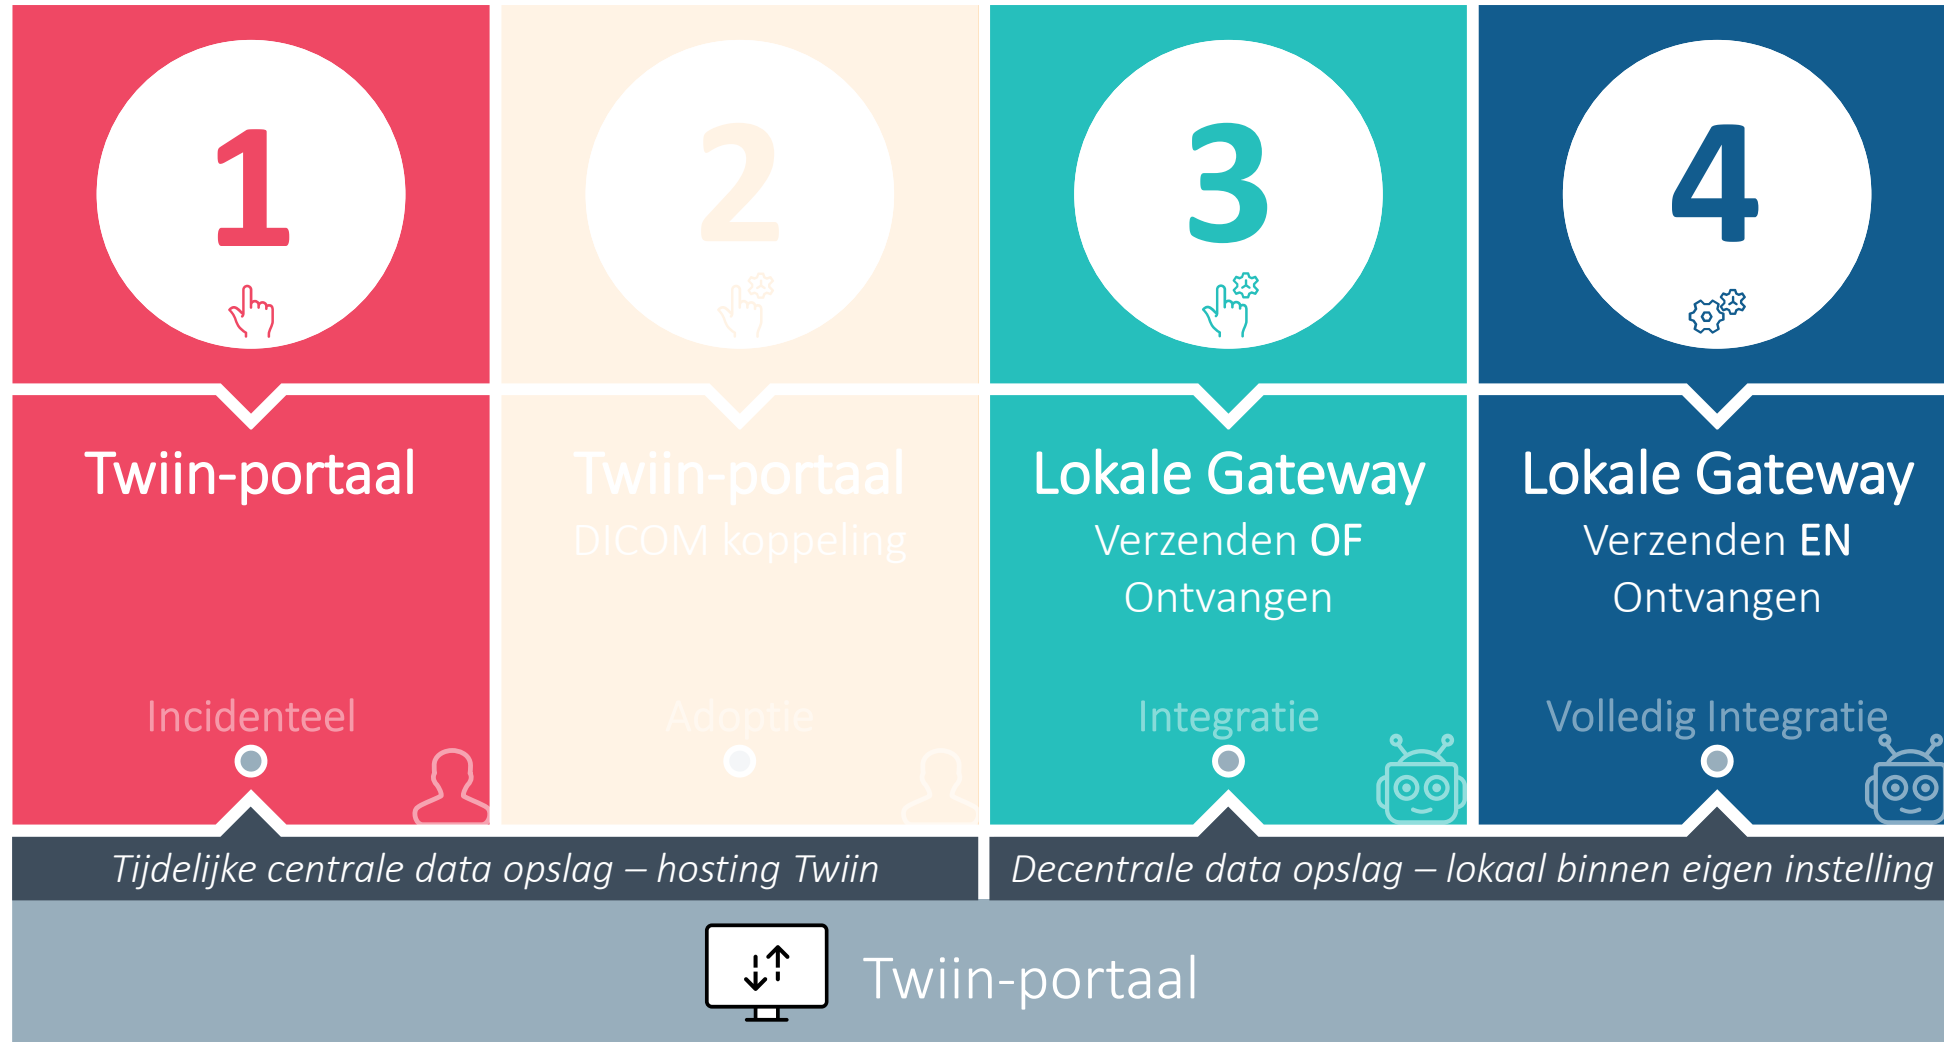 1
Twiin-portaal
Incidenteel
2
Twiin-portaal
DICOM koppeling
Adoptie
3
Lokale Gateway
Verzenden OF
Ontvangen
Integratie
4
Lokale Gateway
Verzenden EN
Ontvangen
Volledig Integratie
Tijdelijke centrale data opslag – hosting Twiin
Decentrale data opslag – lokaal binnen eigen instelling
Twiin-portaal